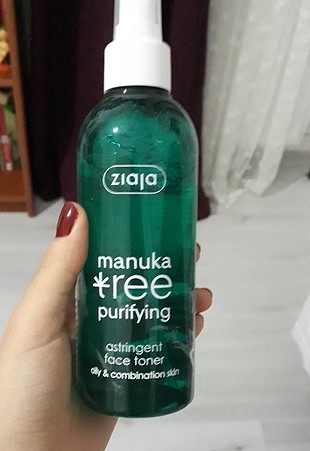 ziaja
manuka
tree
purifying
astringent
face toner
oily & combination skin